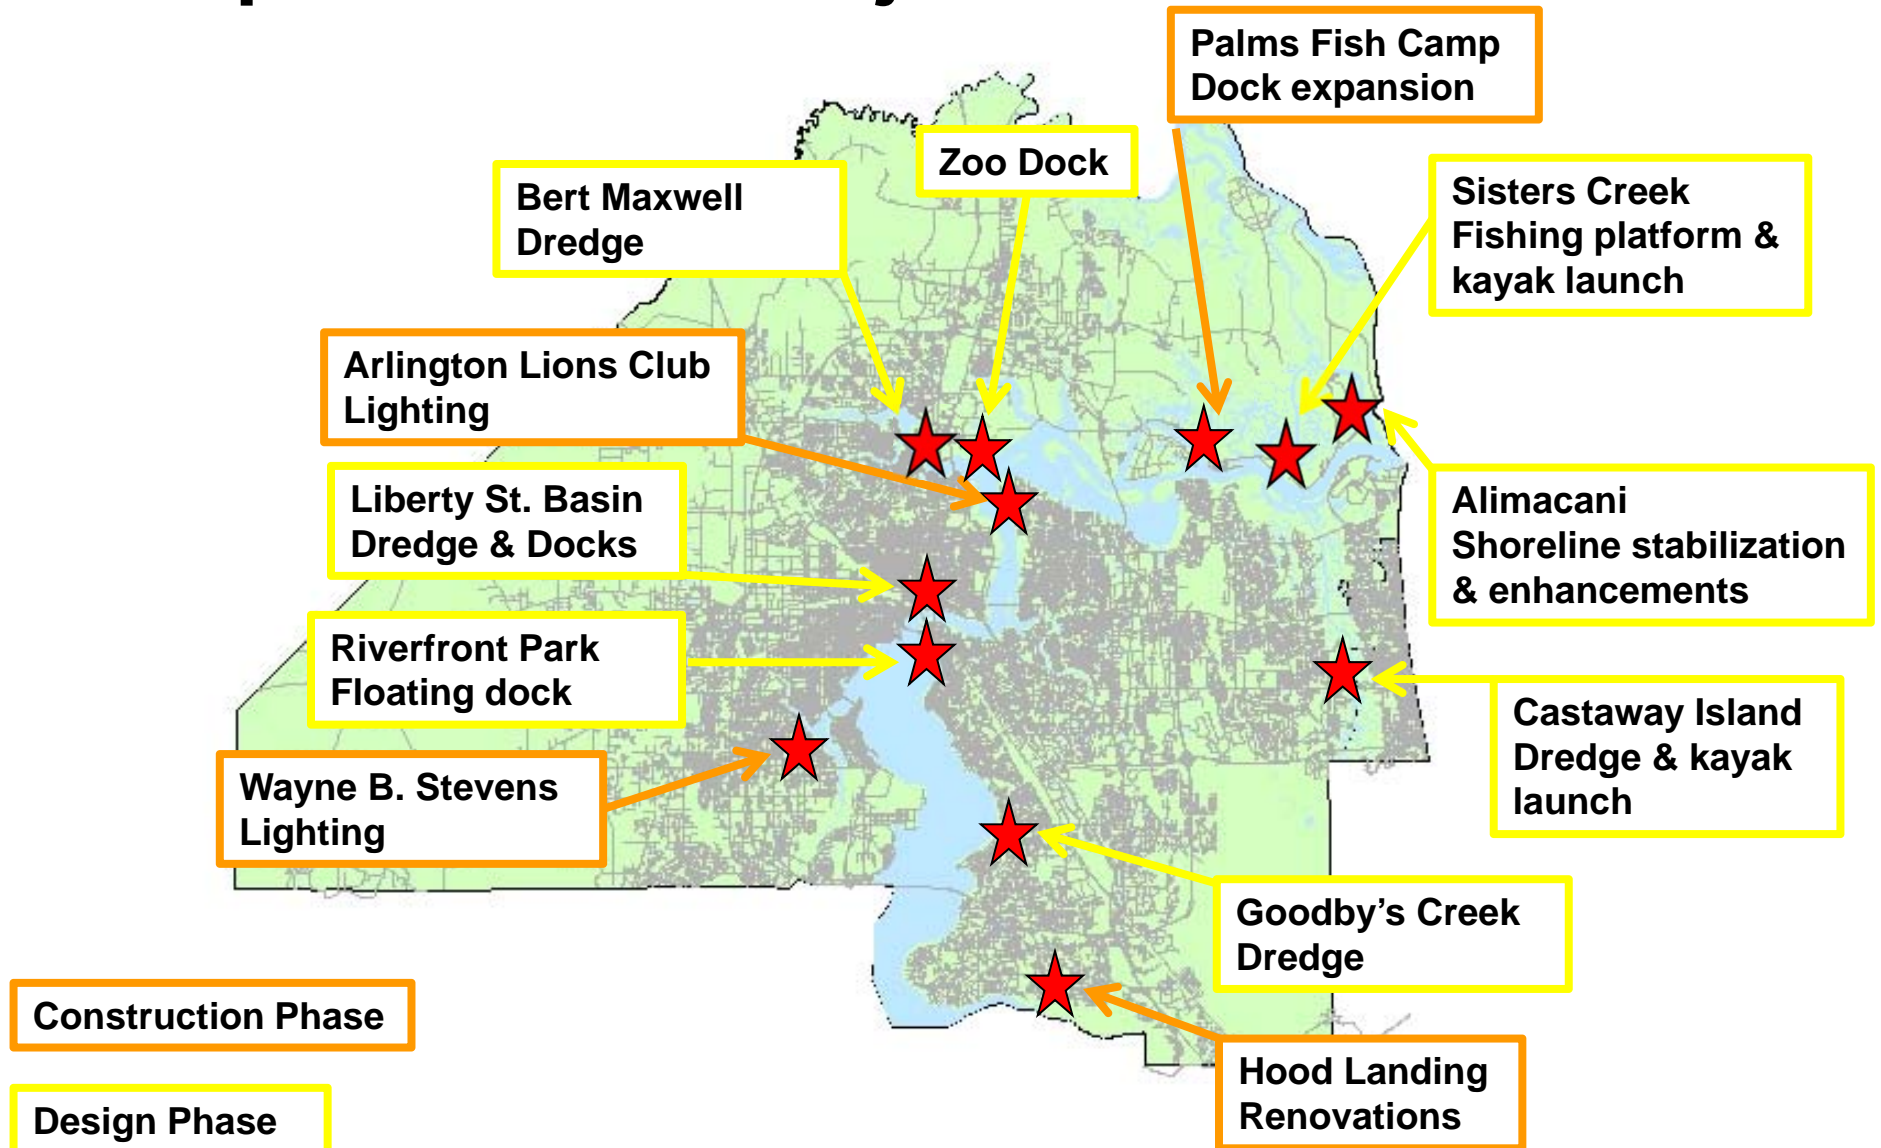 Palms Fish Camp
Dock expansion
Zoo Dock
Bert Maxwell
Dredge
Sisters Creek
Fishing platform &
kayak launch
Arlington Lions Club
Lighting
Liberty St. Basin
Dredge & Docks
Alimacani
Shoreline stabilization
& enhancements
Riverfront Park
Floating dock
Castaway Island
Dredge & kayak
launch
Wayne B. Stevens
Lighting
Goodby’s Creek
Dredge
Construction Phase
Hood Landing
Renovations
Design Phase